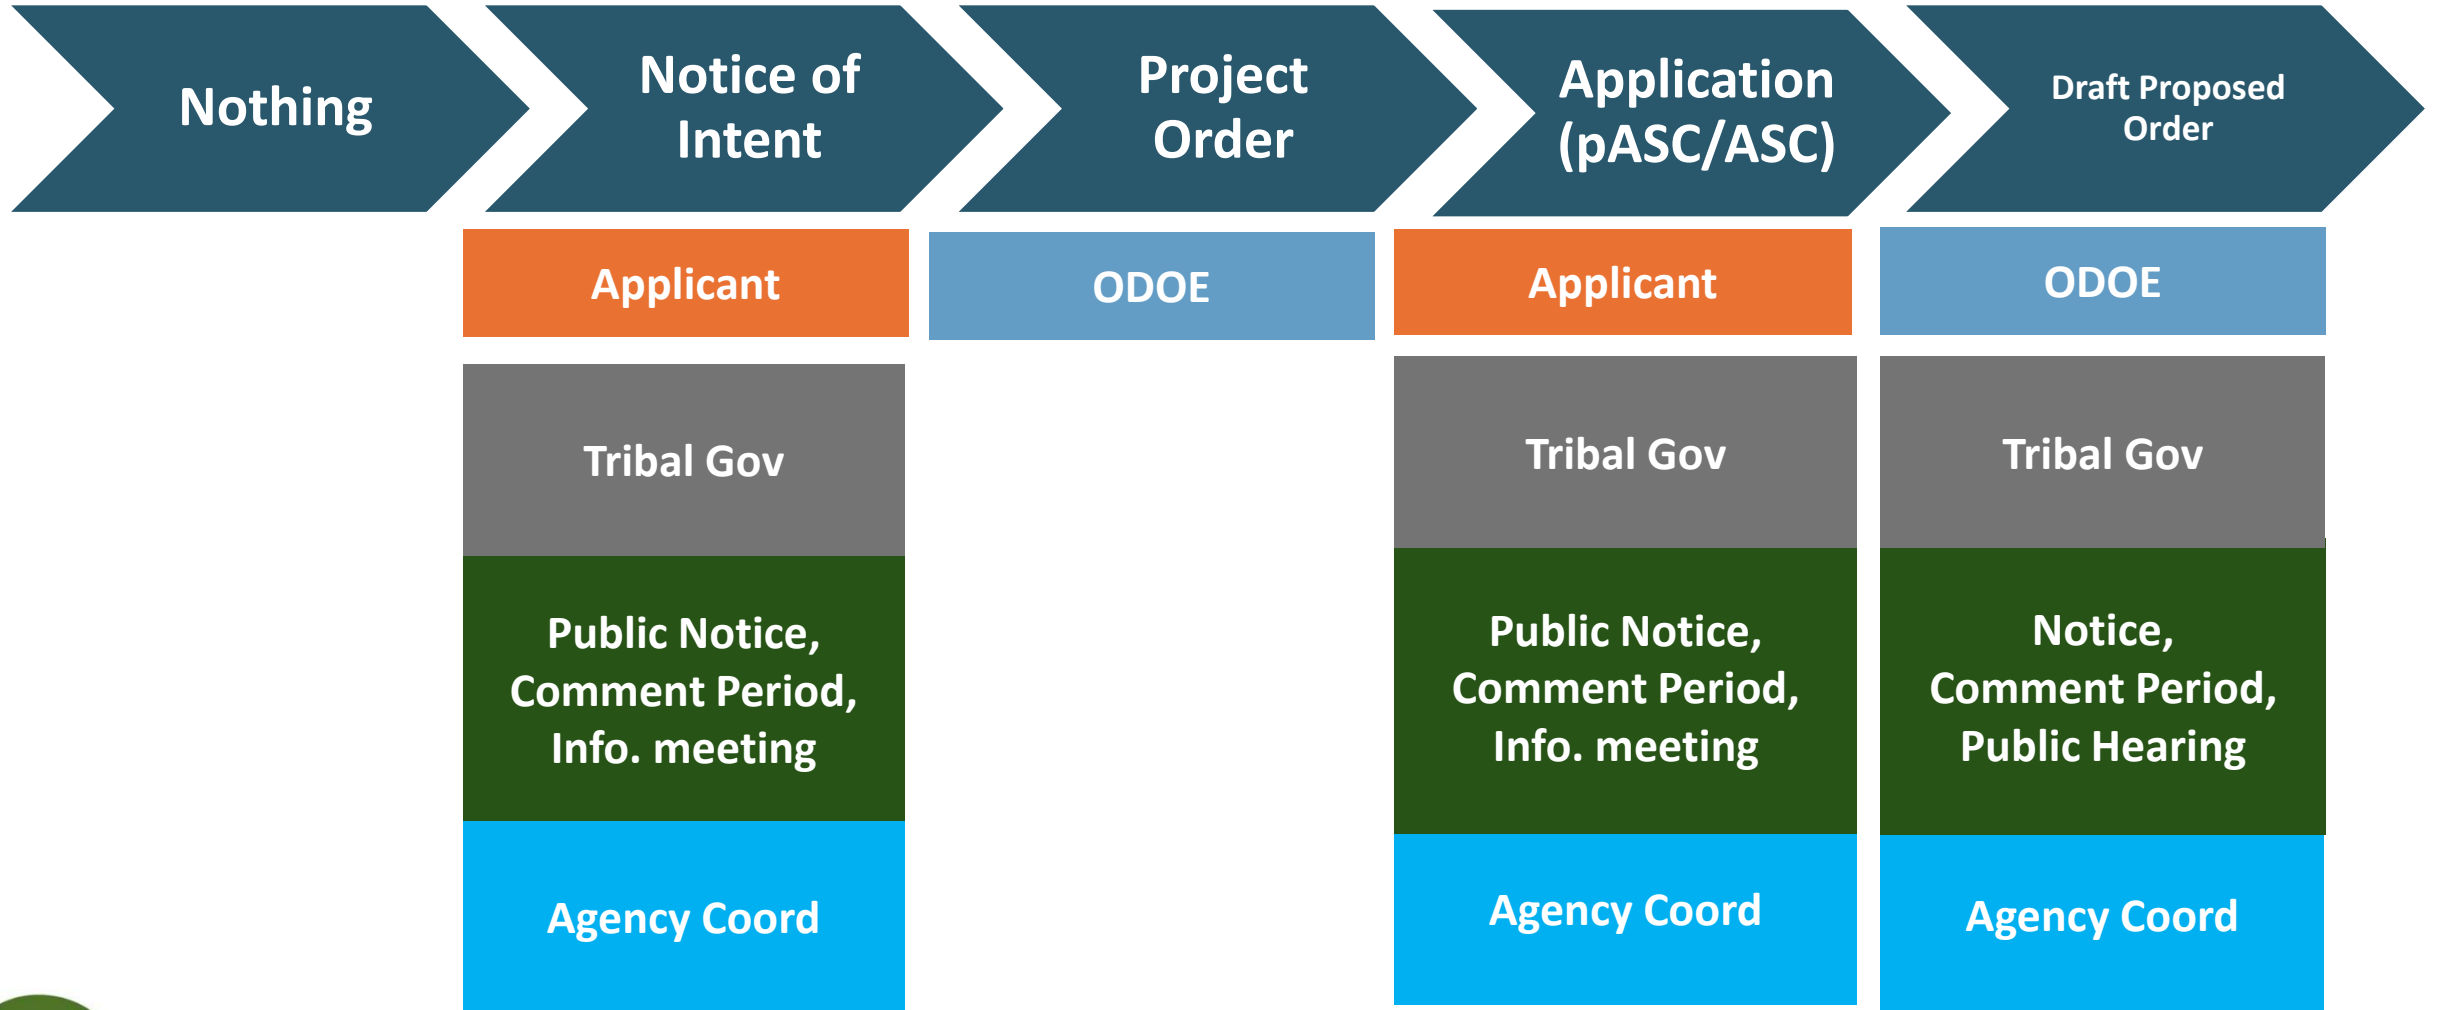 Nothing
Notice of
Intent
Project
Order
Application
(pASC/ASC)
Draft Proposed
Order
Applicant
ODOE
Applicant
ODOE
Tribal Gov
Tribal Gov
Tribal Gov
Public Notice,
Comment Period,
Info. meeting
Public Notice,
Comment Period,
Info. meeting
Notice,
Comment Period,
Public Hearing
Agency Coord
Agency Coord
Agency Coord